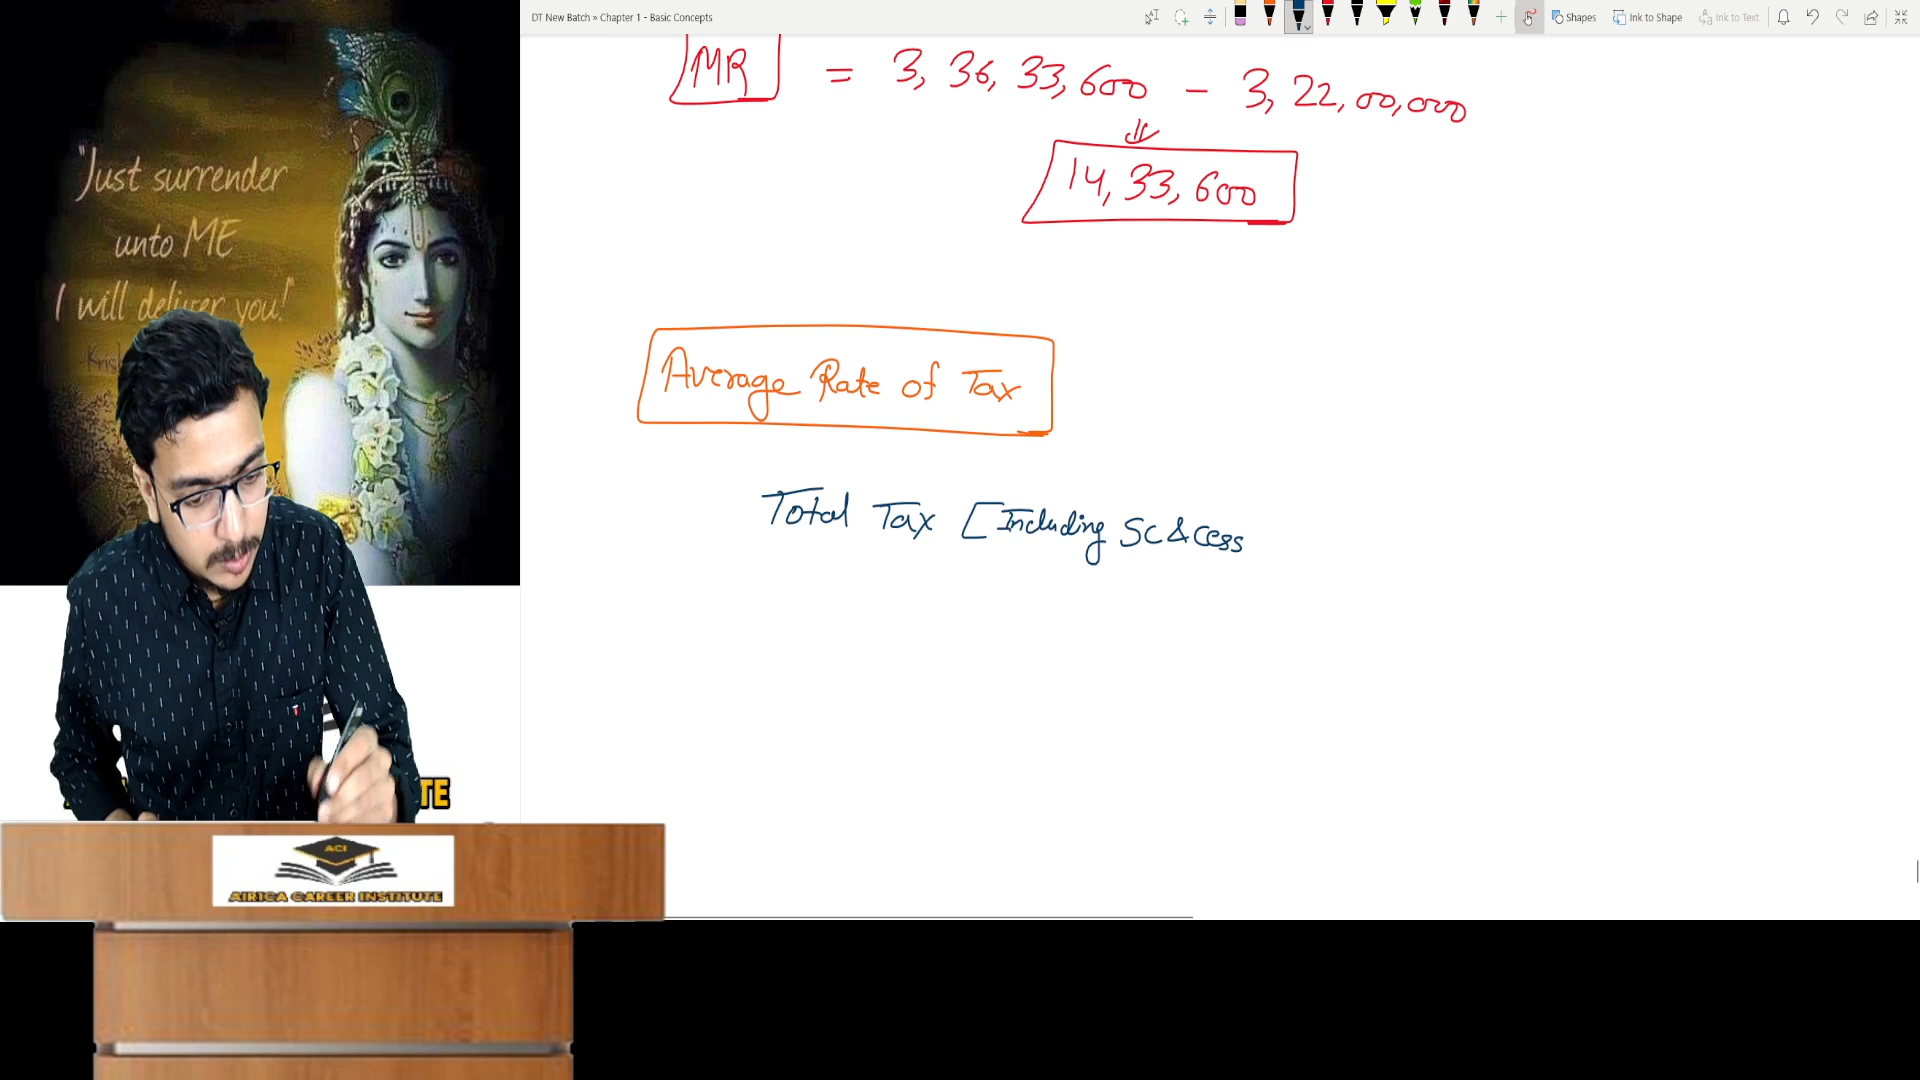 DT New Batch » Chapter 1 - Basic Concepts
Shapes
Ink to Shape
Ink to Text
MR = 3,36,33,600 - 3,22,00,000
14,33,600
"Just surrender
unto ME
I will deliver you!"
Average Rate of Tax
Total Tax [Including SC & Cess
TE
ACI
AIRICA CAREER INSTITUTE